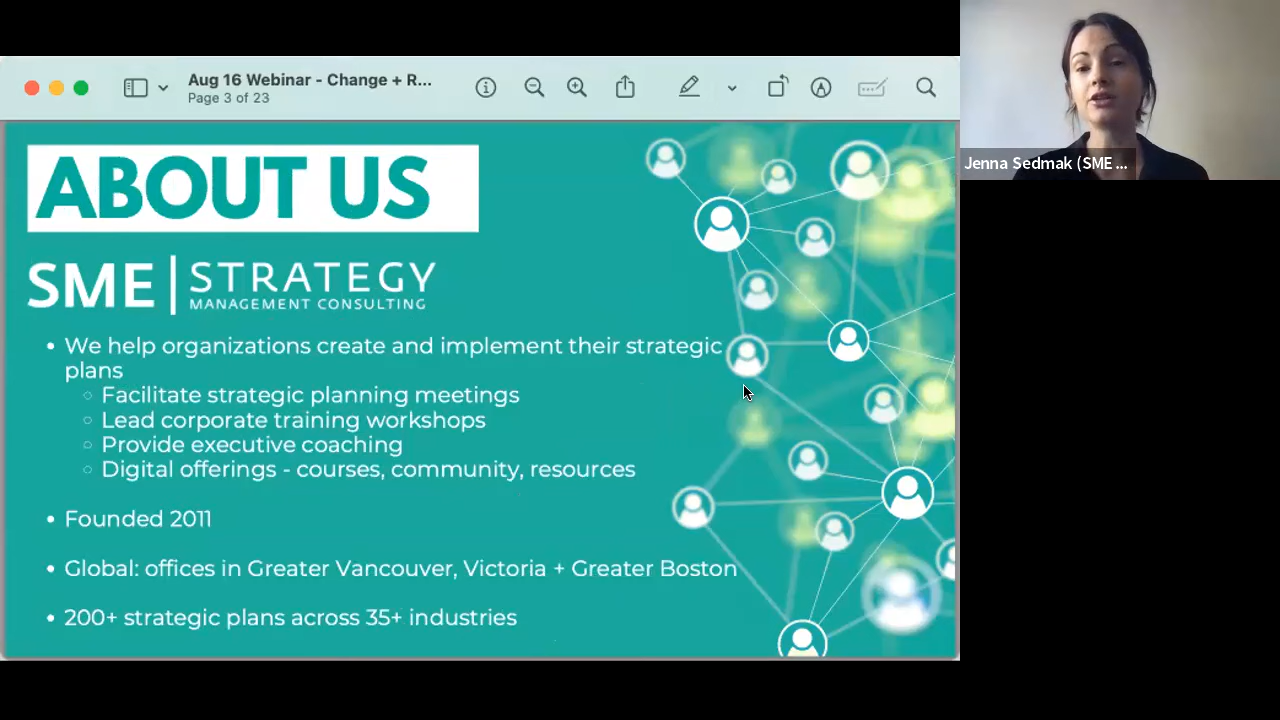 Aug 16 Webinar - Change + R...
Page 3 of 23
Jenna Sedmak (SME ...
ABOUT US
SME | STRATEGY
MANAGEMENT CONSULTING
• We help organizations create and implement their strategic
plans
○ Facilitate strategic planning meetings
○ Lead corporate training workshops
○ Provide executive coaching
○ Digital offerings - courses, community, resources
• Founded 2011
• Global: offices in Greater Vancouver, Victoria + Greater Boston
• 200+ strategic plans across 35+ industries